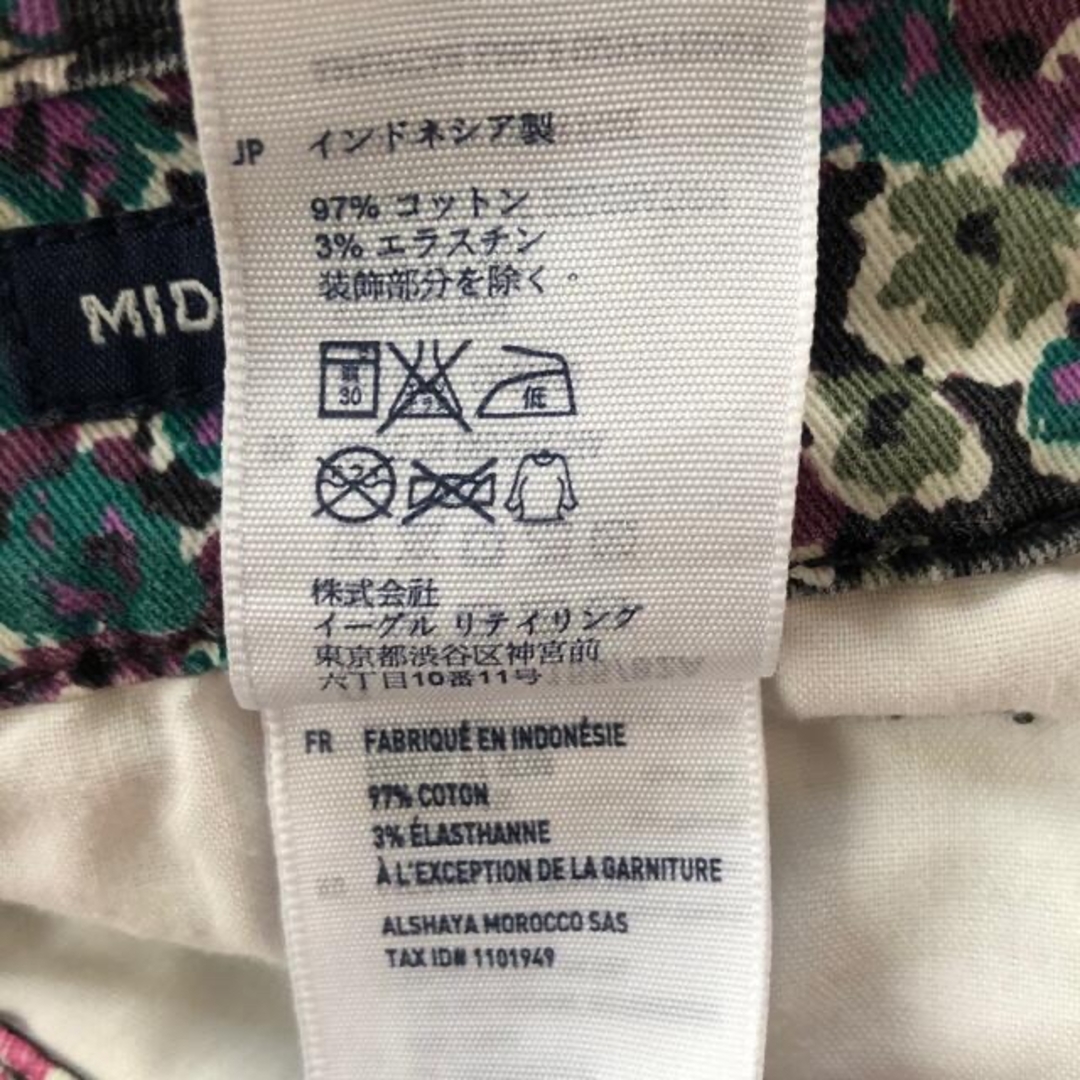 JP インドネシア製
97% コットン
3% エラスチン
装飾部分を除く。
MID
30
低
株式会社
イーグル リテイリング
東京都渋谷区神宮前
六丁目10番11号
FR FABRIQUÉ EN INDONÉSIE
97% COTON
3% ÉLASTHANNE
À L'EXCEPTION DE LA GARNITURE
ALSHAYA MOROCCO SAS
TAX ID# 1101949